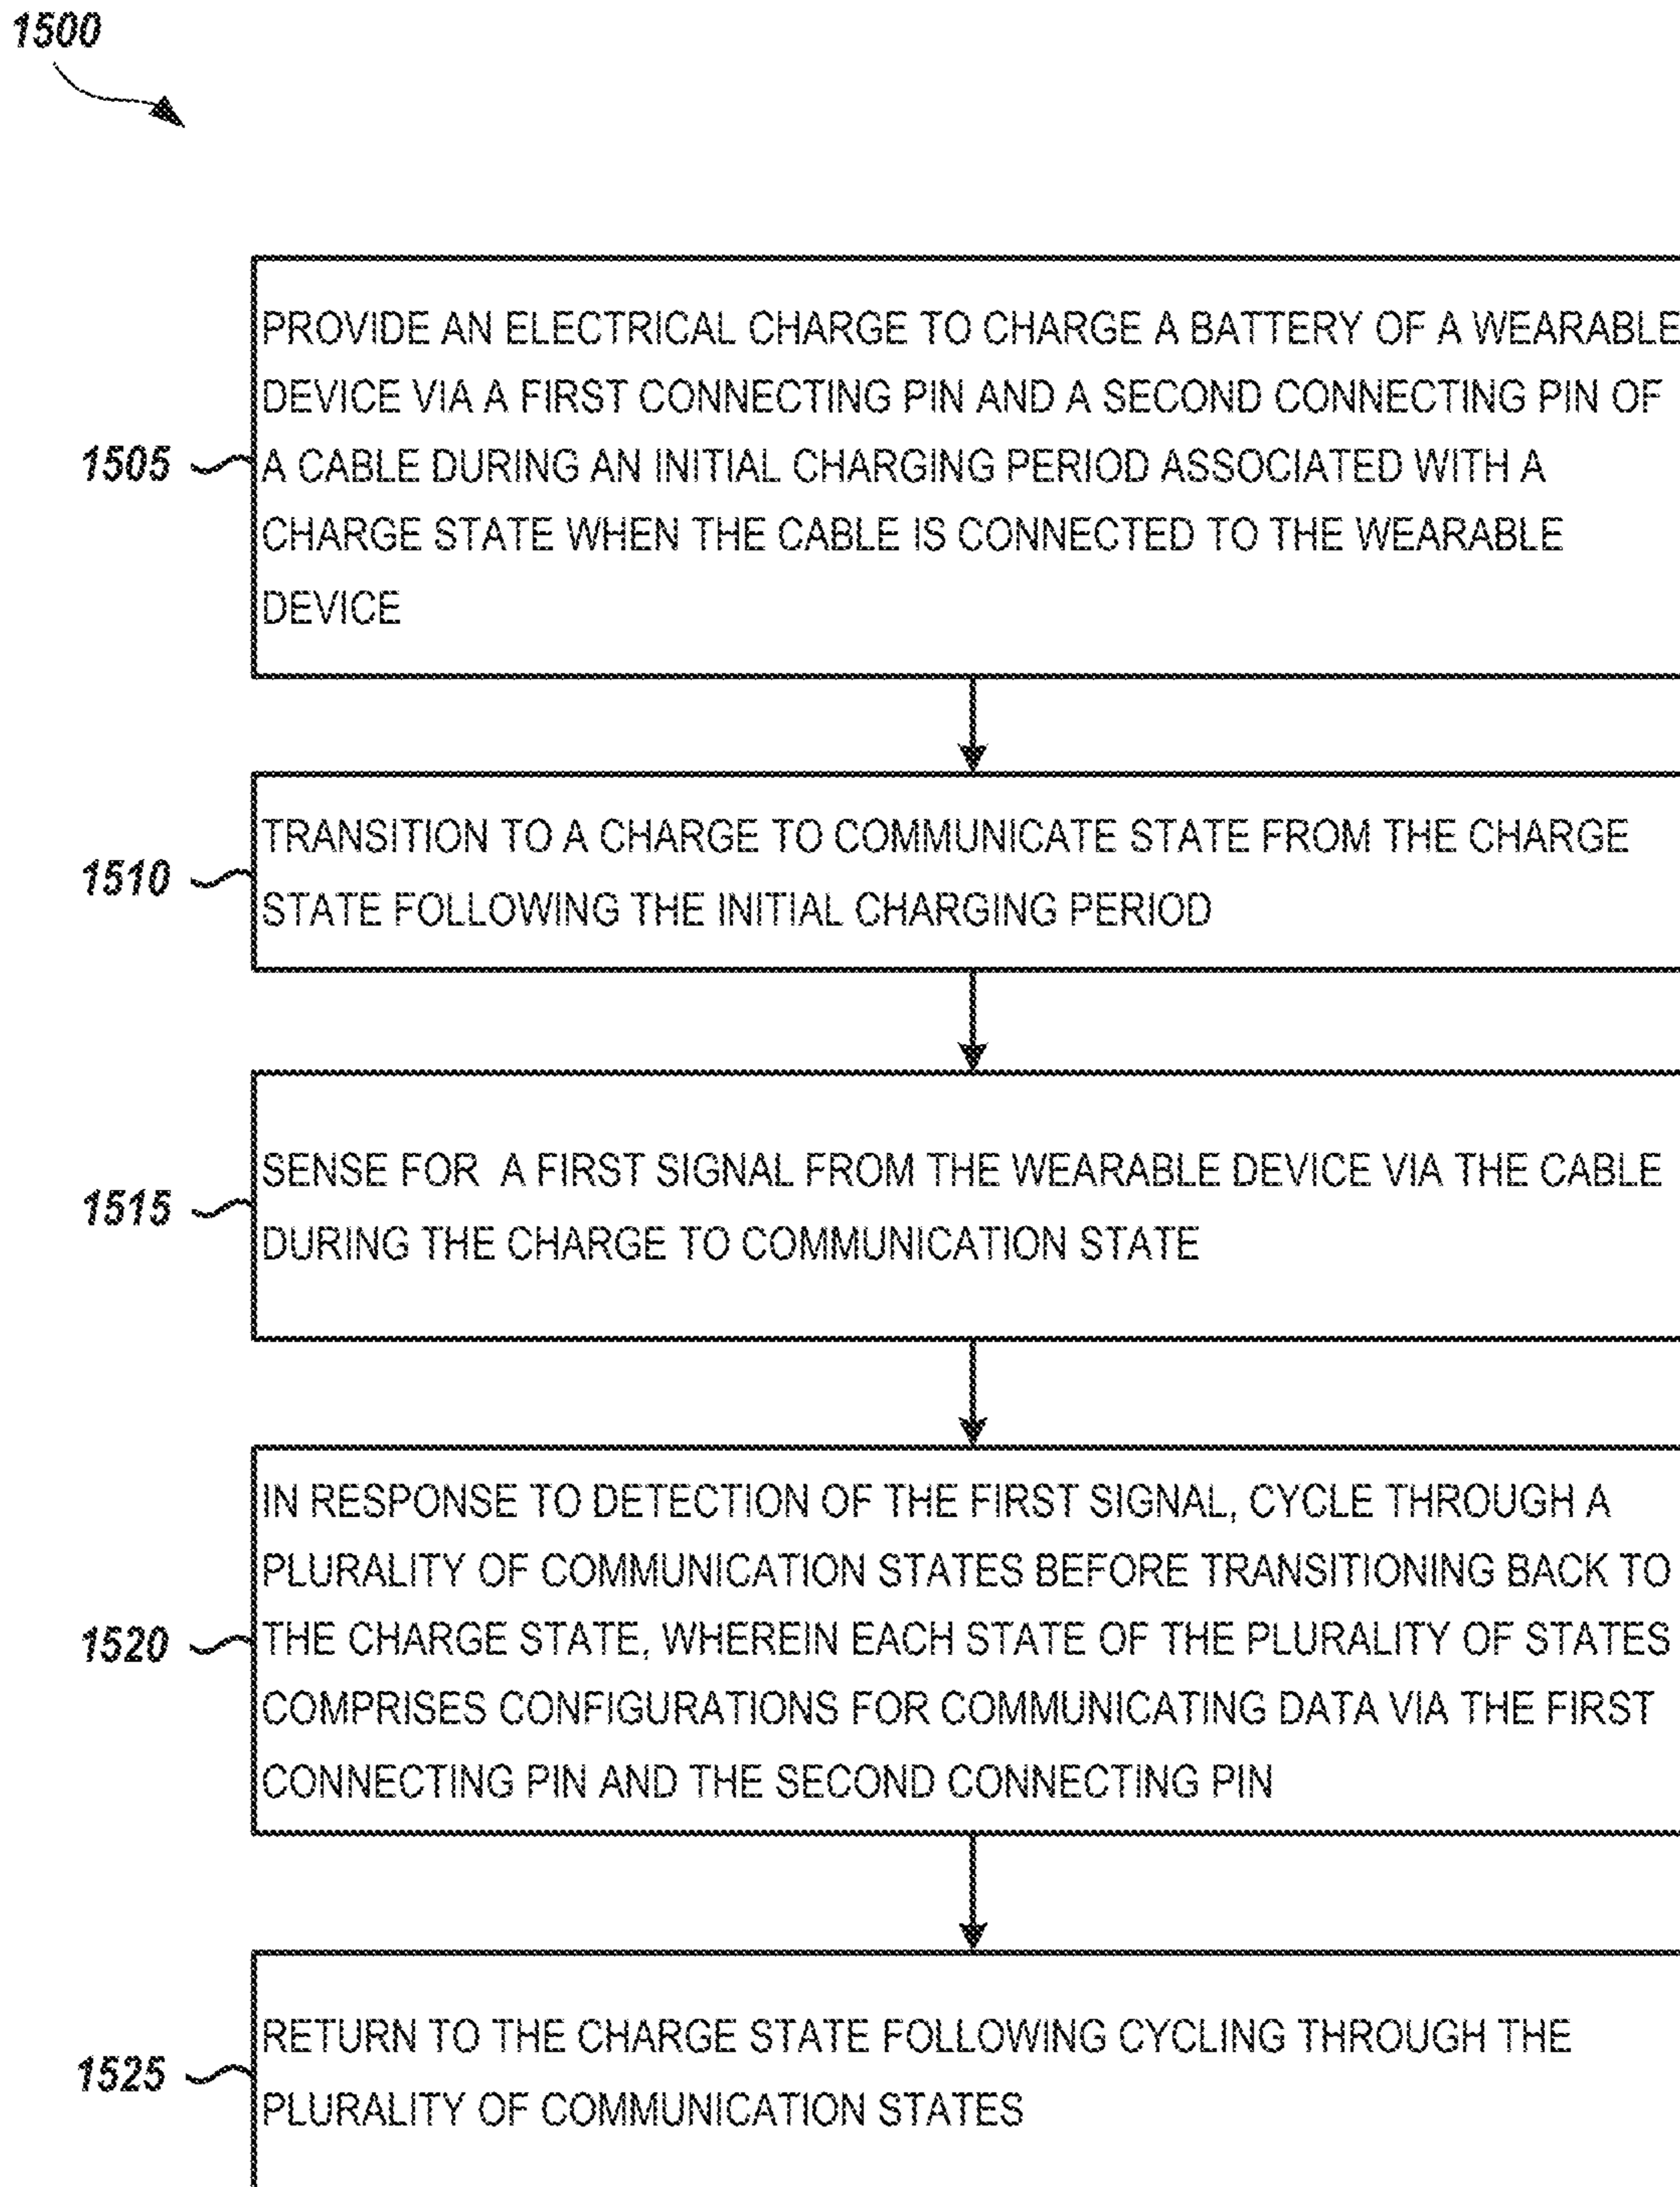 1500
PROVIDE AN ELECTRICAL CHARGE TO CHARGE A BATTERY OF A WEARABLE
DEVICE VIA A FIRST CONNECTING PIN AND A SECOND CONNECTING PIN OF
1505
A CABLE DURING AN INITIAL CHARGING PERIOD ASSOCIATED WITH A
CHARGE STATE WHEN THE CABLE IS CONNECTED TO THE WEARABLE
DEVICE
TRANSITION TO A CHARGE TO COMMUNICATE STATE FROM THE CHARGE
1510
STATE FOLLOWING THE INITIAL CHARGING PERIOD
SENSE FOR A FIRST SIGNAL FROM THE WEARABLE DEVICE VIA THE CABLE
1515
DURING THE CHARGE TO COMMUNICATION STATE
IN RESPONSE TO DETECTION OF THE FIRST SIGNAL, CYCLE THROUGH A
PLURALITY OF COMMUNICATION STATES BEFORE TRANSITIONING BACK TO
1520
THE CHARGE STATE, WHEREIN EACH STATE OF THE PLURALITY OF STATES
COMPRISES CONFIGURATIONS FOR COMMUNICATING DATA VIA THE FIRST
CONNECTING PIN AND THE SECOND CONNECTING PIN
RETURN TO THE CHARGE STATE FOLLOWING CYCLING THROUGH THE
1525
PLURALITY OF COMMUNICATION STATES